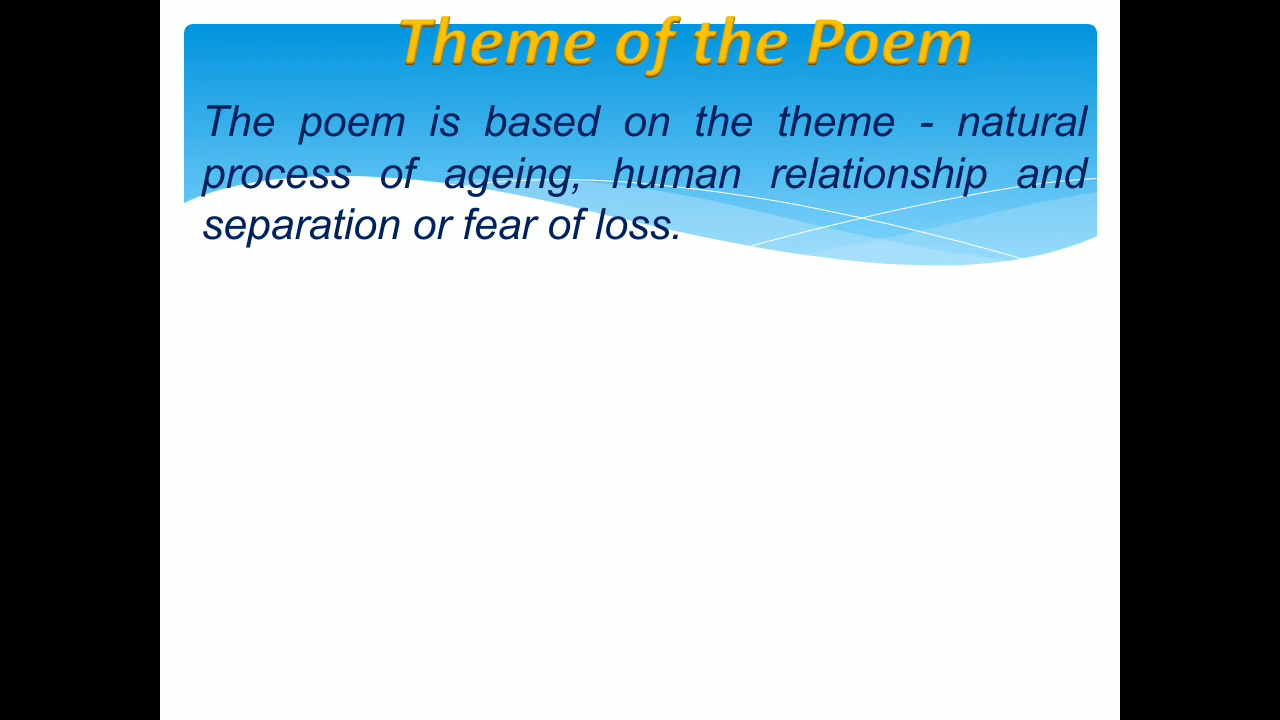 Theme of the Poem
The poem is based on the theme - natural
process of ageing, human relationship and
separation or fear of loss.